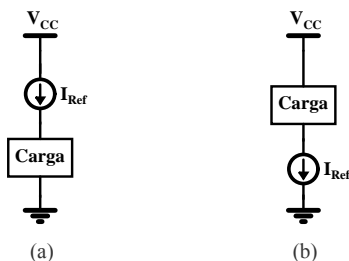 V_CC
I_Ref
Carga
(a)
V_CC
Carga
I_Ref
(b)